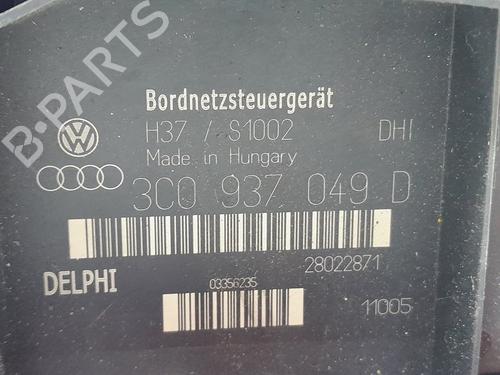 B-PARTS
Bordnetzsteuergerät
H37 / S1002 DHI
Made in Hungary
3C0 937 049 D
28022871
DELPHI
03356235
11005